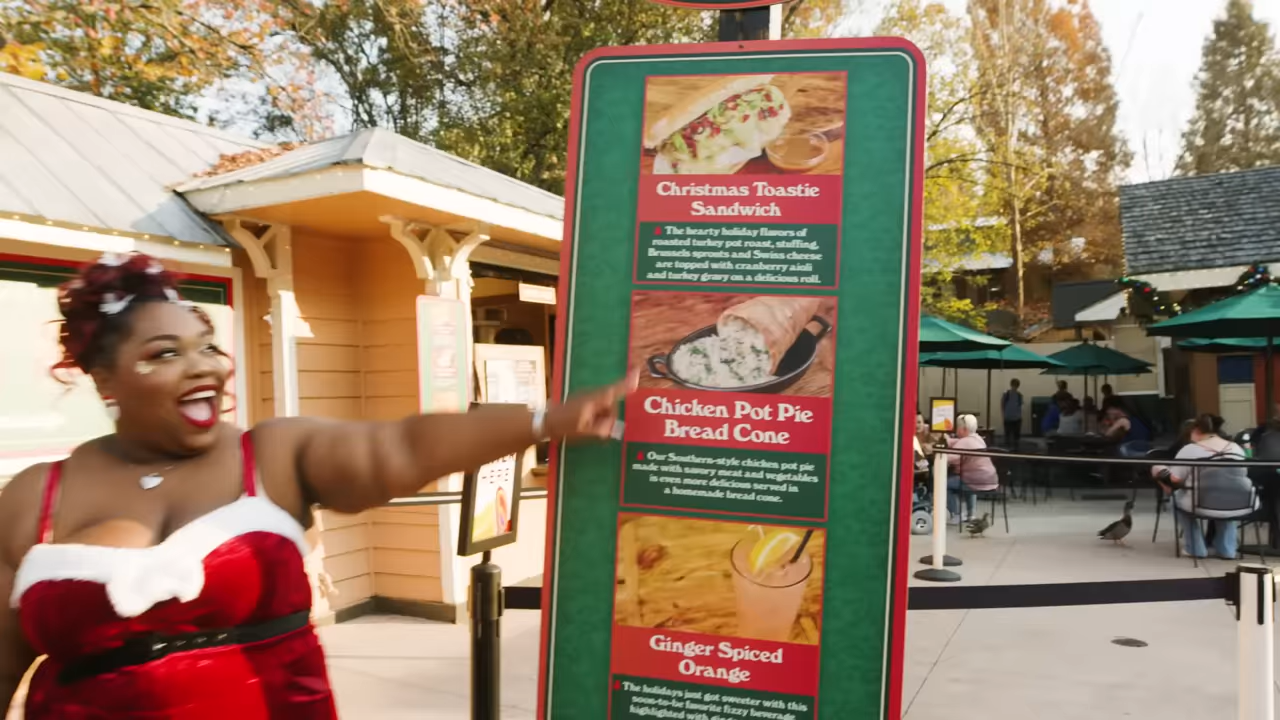 Christmas Toastie
Sandwich
The hearty holiday flavors of
roasted turkey pot roast, stuffing,
Brussels sprouts and Swiss cheese
are topped with cranberry aioli
and turkey gravy on a delicious roll.
Chicken Pot Pie
Bread Cone
Our Southern-style chicken pot pie
made with savory meat and vegetables
is even more delicious served in
a homemade bread cone.
Ginger Spiced
Orange
The holidays just got sweeter with this
soon-to-be favorite fizzy beverage
highlighted with